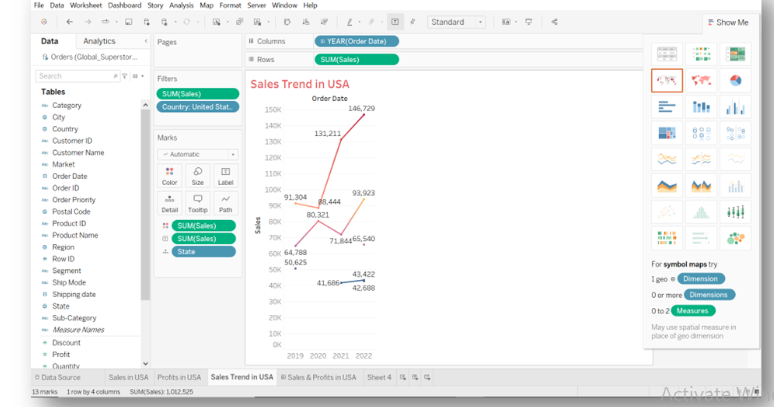 File Data Worksheet Dashboard Story Analysis Map Format Server Window Help
Standard
Show Me
Data Analytics
Orders (Global_Superstor...
Search
Tables
Category
City
Country
Customer ID
Customer Name
Market
Order Date
Order ID
Order Priority
Postal Code
Product ID
Product Name
Region
Row ID
Segment
Ship Mode
Shipping date
State
Sub-Category
Measure Names
Discount
Profit
Quantity
Pages
Filters
SUM(Sales)
Country: United Stat..
Marks
Automatic
Color Size Label
Detail Tooltip Path
SUM(Sales)
SUM(Sales)
State
Columns YEAR(Order Date)
Rows SUM(Sales)
Sales Trend in USA
Order Date
Sales
150K
140K
130K
120K
110K
100K
90K
80K
70K
60K
50K
40K
30K
20K
10K
0K
146,729
131,211
91,304
88,444
93,923
80,321
71,844
65,540
64,788
50,625
43,422
41,686
42,688
2019 2020 2021 2022
For symbol maps try
1 geo Dimension
0 or more Dimensions
0 to 2 Measures
May use spatial measure in
place of geo dimension
Data Source Sales in USA Profits in USA Sales Trend in USA Sales & Profits in USA Sheet 4
13 marks 1 row by 4 columns SUM(Sales): 1,012,525
Activate